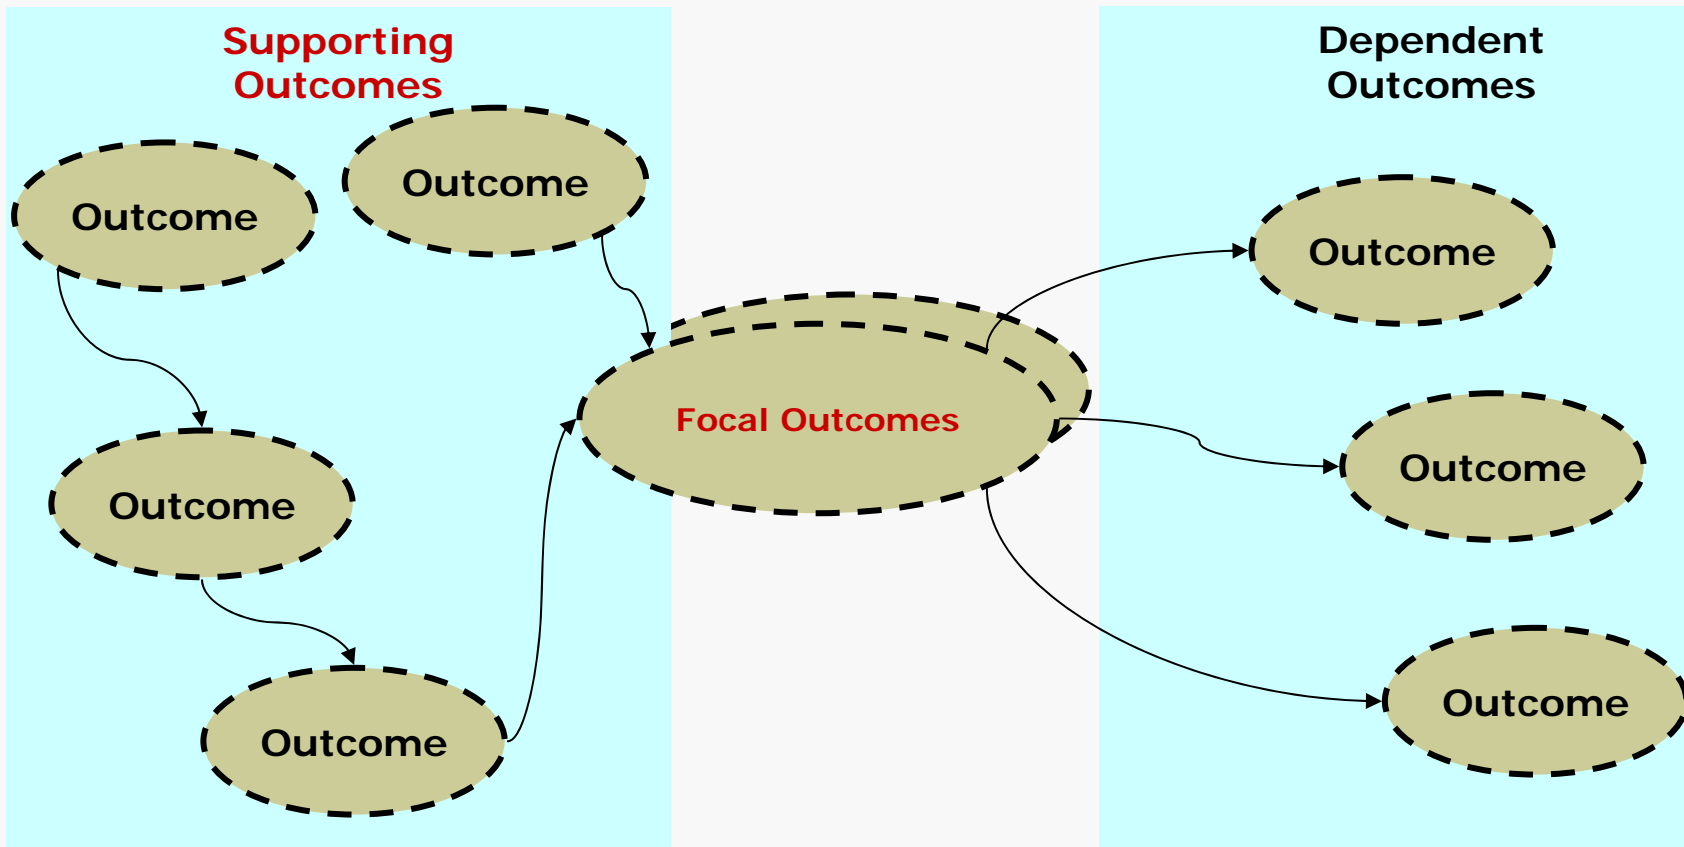 Supporting
Outcomes
Outcome
Outcome
Outcome
Outcome
Focal Outcomes
Dependent
Outcomes
Outcome
Outcome
Outcome